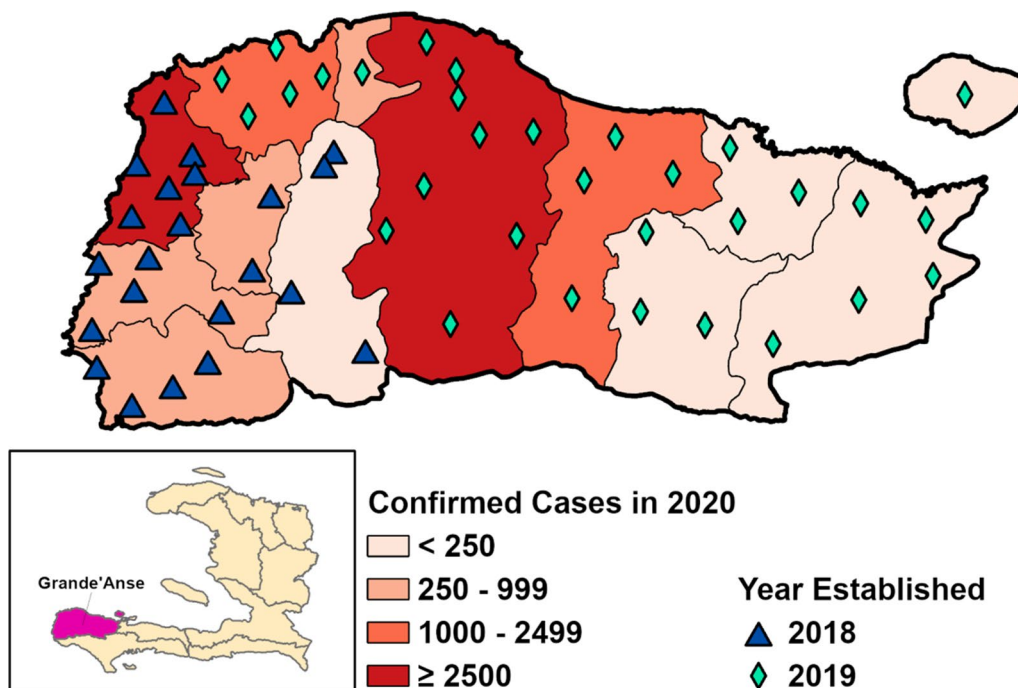 Grande'Anse
Confirmed Cases in 2020
< 250
250 - 999
1000 - 2499
≥ 2500
Year Established
2018
2019